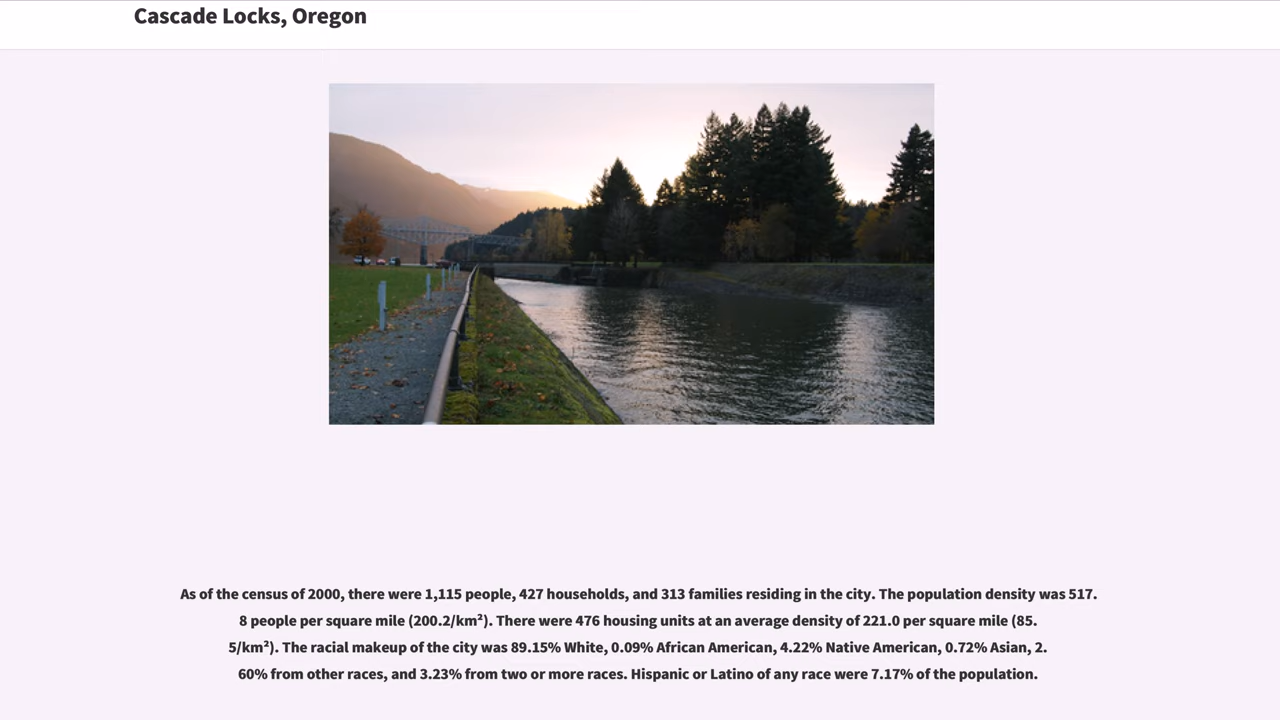 Cascade Locks, Oregon
As of the census of 2000, there were 1,115 people, 427 households, and 313 families residing in the city. The population density was 517.
8 people per square mile (200.2/km²). There were 476 housing units at an average density of 221.0 per square mile (85.
5/km²). The racial makeup of the city was 89.15% White, 0.09% African American, 4.22% Native American, 0.72% Asian, 2.
60% from other races, and 3.23% from two or more races. Hispanic or Latino of any race were 7.17% of the population.